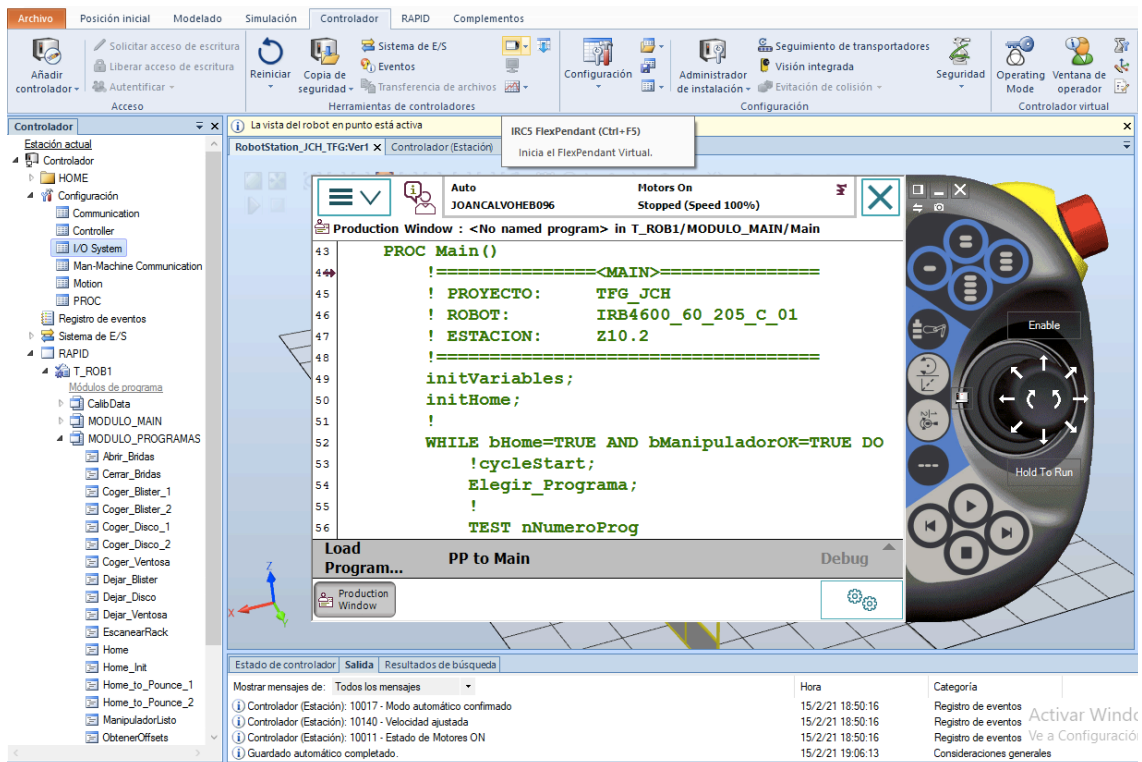 Archivo Posición inicial Modelado Simulación Controlador RAPID Complementos
Añadir controlador
Solicitar acceso de escritura
Liberar acceso de escritura
Autentificar
Acceso
Reiniciar
Copia de seguridad
Sistema de E/S
Eventos
Transferencia de archivos
Herramientas de controladores
Configuración
Administrador de instalación
Seguimiento de transportadores
Visión integrada
Evitación de colisión
Configuración
Seguridad
Operating Mode
Ventana de operador
Controlador virtual
Controlador
Estación actual
Controlador
HOME
Configuración
Communication
Controller
I/O System
Man-Machine Communication
Motion
PROC
Registro de eventos
Sistema de E/S
RAPID
T_ROB1
Módulos de programa
CalibData
MODULO_MAIN
MODULO_PROGRAMAS
Abrir_Bridas
Cerrar_Bridas
Coger_Blister_1
Coger_Blister_2
Coger_Disco_1
Coger_Disco_2
Coger_Ventosa
Dejar_Blister
Dejar_Disco
Dejar_Ventosa
EscanearRack
Home
Home_Init
Home_to_Pounce_1
Home_to_Pounce_2
ManipuladorListo
ObtenerOffsets
La vista del robot en punto está activa
RobotStation_JCH_TFG:Ver1 Controlador (Estación)
IRC5 FlexPendant (Ctrl+F5)
Inicia el FlexPendant Virtual.
Auto Motors On
JOANCALVOHEB096 Stopped (Speed 100%)
Production Window : <No named program> in T_ROB1/MODULO_MAIN/Main
43 PROC Main()
44 !===============<MAIN>===============
45 ! PROYECTO: TFG_JCH
46 ! ROBOT: IRB4600_60_205_C_01
47 ! ESTACION: Z10.2
48 !====================================
49 initVariables;
50 initHome;
51 !
52 WHILE bHome=TRUE AND bManipuladorOK=TRUE DO
53 !cycleStart;
54 Elegir_Programa;
55 !
56 TEST nNumeroProg
Load Program... PP to Main Debug
Production Window
Enable
Hold To Run
Z
X
Y
Estado de controlador Salida Resultados de búsqueda
Mostrar mensajes de: Todos los mensajes Hora Categoría
Controlador (Estación): 10017 - Modo automático confirmado 15/2/21 18:50:16 Registro de eventos
Controlador (Estación): 10140 - Velocidad ajustada 15/2/21 18:50:16 Registro de eventos
Controlador (Estación): 10011 - Estado de Motores ON 15/2/21 18:50:16 Registro de eventos
Guardado automático completado. 15/2/21 19:06:13 Consideraciones generales
Activar Windo
Ve a Configuración